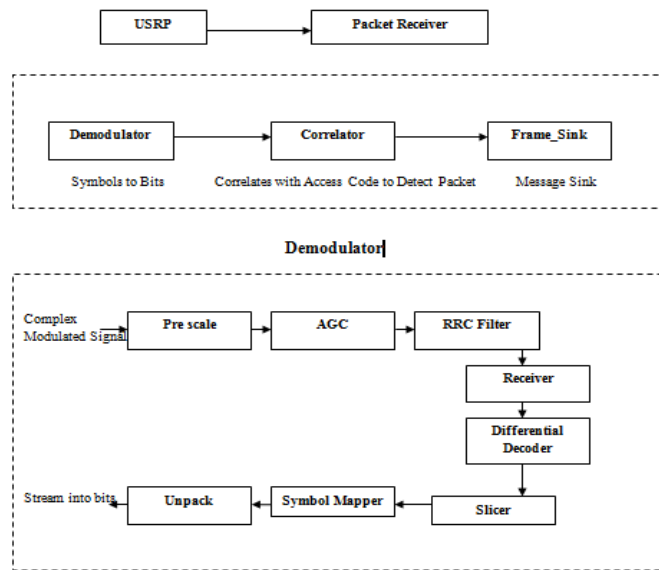 USRP
Packet Receiver
Demodulator
Correlator
Frame_Sink
Symbols to Bits
Correlates with Access Code to Detect Packet
Message Sink
Demodulator
Complex
Modulated Signal
Pre scale
AGC
RRC Filter
Receiver
Differential
Decoder
Stream into bits
Unpack
Symbol Mapper
Slicer